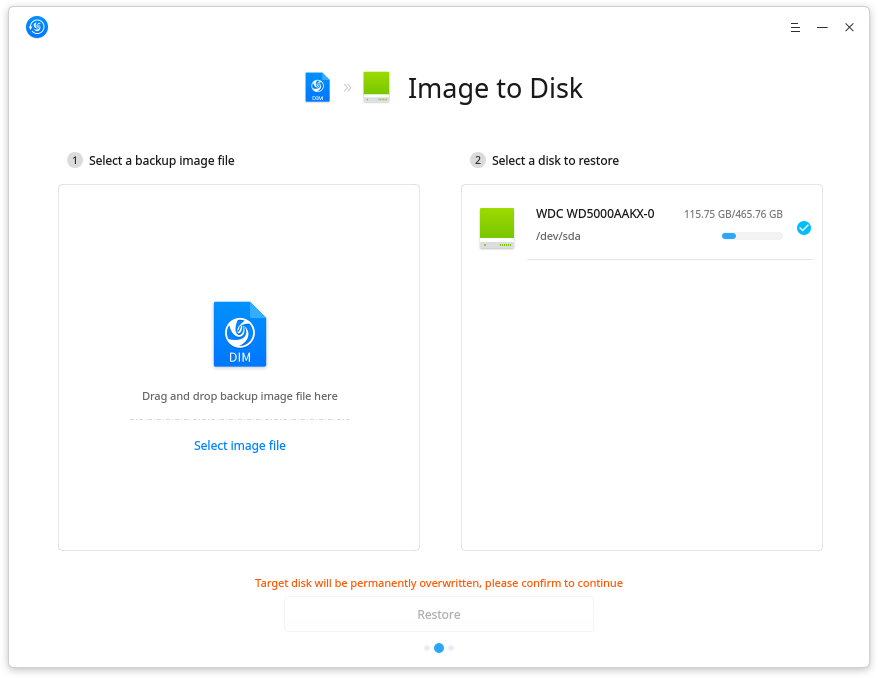 DIM
»
Image to Disk
1 Select a backup image file
2 Select a disk to restore
DIM
Drag and drop backup image file here
Select image file
WDC WD5000AAKX-0 115.75 GB/465.76 GB
/dev/sda
Target disk will be permanently overwritten, please confirm to continue
Restore